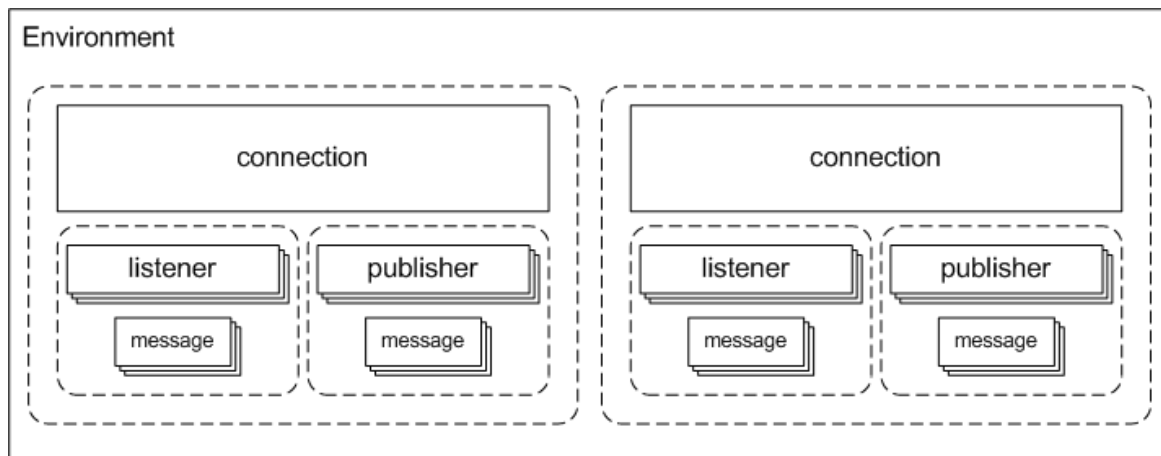 Environment
connection
connection
listener
publisher
listener
publisher
message
message
message
message